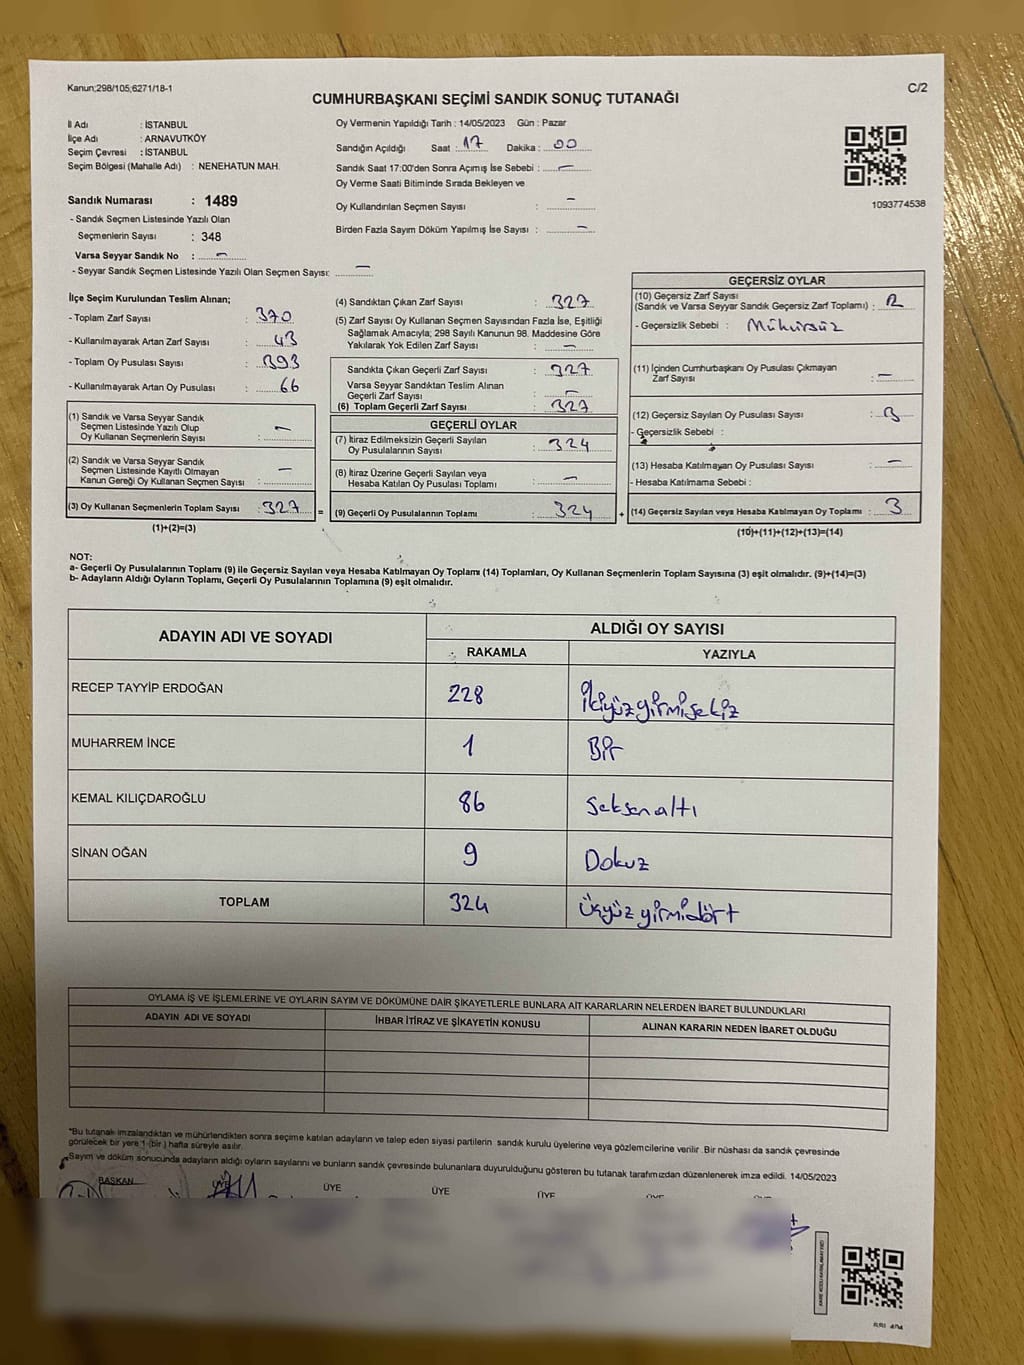 Kanun;298/105;6271/18-1
C/2
CUMHURBAŞKANI SEÇİMİ SANDIK SONUÇ TUTANAĞI
İl Adı : İSTANBUL
İlçe Adı : ARNAVUTKÖY
Seçim Çevresi : İSTANBUL
Seçim Bölgesi (Mahalle Adı) : NENEHATUN MAH.
Sandık Numarası : 1489
- Sandık Seçmen Listesinde Yazılı Olan
Seçmenlerin Sayısı : 348
Varsa Seyyar Sandık No : -
- Seyyar Sandık Seçmen Listesinde Yazılı Olan Seçmen Sayısı: -
Oy Vermenin Yapıldığı Tarih : 14/05/2023 Gün : Pazar
Sandığın Açıldığı Saat : 17 Dakika : 00
Sandık Saat 17:00'den Sonra Açımış İse Sebebi : -
Oy Verme Saati Bitiminde Sırada Bekleyen ve
Oy Kullandırılan Seçmen Sayısı : -
Birden Fazla Sayım Döküm Yapılmış İse Sayısı : -
1093774538
İlçe Seçim Kurulundan Teslim Alınan;
- Toplam Zarf Sayısı : 370
- Kullanılmayarak Artan Zarf Sayısı : 43
- Toplam Oy Pusulası Sayısı : 393
- Kullanılmayarak Artan Oy Pusulası : 66
(1) Sandık ve Varsa Seyyar Sandık
Seçmen Listesinde Yazılı Olup
Oy Kullanan Seçmenlerin Sayısı : -
(2) Sandık ve Varsa Seyyar Sandık
Seçmen Listesinde Kayıtlı Olmayan
Kanun Gereği Oy Kullanan Seçmen Sayısı : -
(3) Oy Kullanan Seçmenlerin Toplam Sayısı : 327 =
(1)+(2)=(3)
(4) Sandıktan Çıkan Zarf Sayısı : 327
(5) Zarf Sayısı Oy Kullanan Seçmen Sayısından Fazla İse, Eşitliği
Sağlamak Amacıyla; 298 Sayılı Kanunun 98. Maddesine Göre
Yakılarak Yok Edilen Zarf Sayısı : -
Sandıkta Çıkan Geçerli Zarf Sayısı : 327
Varsa Seyyar Sandıktan Teslim Alınan
Geçerli Zarf Sayısı : -
(6) Toplam Geçerli Zarf Sayısı : 327
GEÇERLİ OYLAR
(7) İtiraz Edilmeksizin Geçerli Sayılan
Oy Pusulalarının Sayısı : 324
(8) İtiraz Üzerine Geçerli Sayılan veya
Hesaba Katılan Oy Pusulası Toplamı : -
(9) Geçerli Oy Pusulalarının Toplamı : 324 +
GEÇERSİZ OYLAR
(10) Geçersiz Zarf Sayısı
(Sandık ve Varsa Seyyar Sandık Geçersiz Zarf Toplamı) :
- Geçersizlik Sebebi : Mühürsüz
(11) İçinden Cumhurbaşkanı Oy Pusulası Çıkmayan
Zarf Sayısı : -
(12) Geçersiz Sayılan Oy Pusulası Sayısı :
- Geçersizlik Sebebi :
(13) Hesaba Katılmayan Oy Pusulası Sayısı : -
- Hesaba Katılmama Sebebi :
(14) Geçersiz Sayılan veya Hesaba Katılmayan Oy Toplamı : 3
(10)+(11)+(12)+(13)=(14)
NOT:
a- Geçerli Oy Pusulalarının Toplamı (9) ile Geçersiz Sayılan veya Hesaba Katılmayan Oy Toplamı (14) Toplamları, Oy Kullanan Seçmenlerin Toplam Sayısına (3) eşit olmalıdır. (9)+(14)=(3)
b- Adayların Aldığı Oyların Toplamı, Geçerli Oy Pusulalarının Toplamına (9) eşit olmalıdır.
ADAYIN ADI VE SOYADI ALDIĞI OY SAYISI
RAKAMLA YAZIYLA
RECEP TAYYİP ERDOĞAN 228 İkiyüzyirmisekiz
MUHARREM İNCE 1 Bir
KEMAL KILIÇDAROĞLU 86 Seksenaltı
SİNAN OĞAN 9 Dokuz
TOPLAM 324 Üçyüzyirmidört
OYLAMA İŞ VE İŞLEMLERİNE VE OYLARIN SAYIM VE DÖKÜMÜNE DAİR ŞİKAYETLERLE BUNLARA AİT KARARLARIN NELERDEN İBARET BULUNDUKLARI
ADAYIN ADI VE SOYADI İHBAR İTİRAZ VE ŞİKAYETİN KONUSU ALINAN KARARIN NEDEN İBARET OLDUĞU
*Bu tutanak imzalandıktan ve mühürlendikten sonra seçime katılan adayların ve talep eden siyasi partilerin sandık kurulu üyelerine veya gözlemcilerine verilir. Bir nüshası da sandık çevresinde
görülecek bir yere 1 (bir) hafta süreyle asılır.
Sayım ve döküm sonucunda adayların aldığı oyların sayılarını ve bunların sandık çevresinde bulunanlara duyurulduğunu gösteren bu tutanak tarafımızdan düzenlenerek imza edildi. 14/05/2023
BAŞKAN ÜYE ÜYE ÜYE ÜYE ÜYE ÜYE